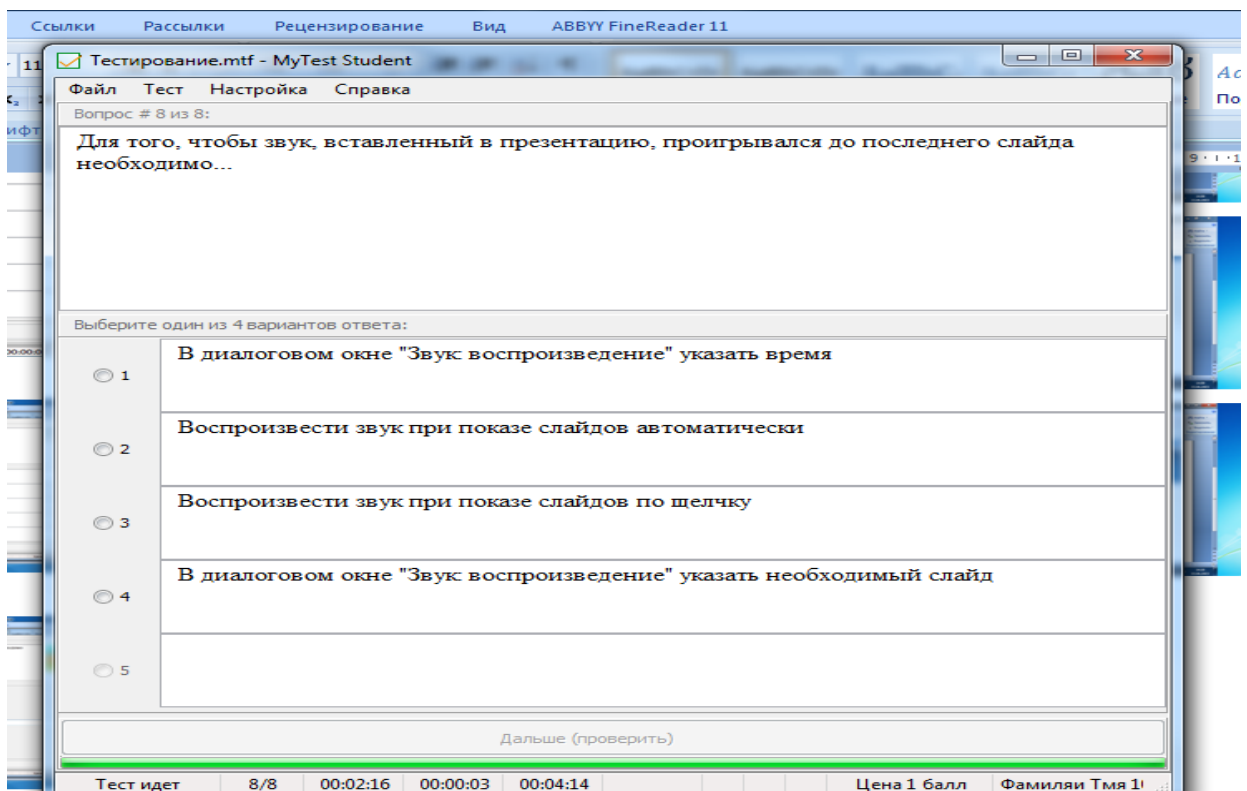 Ссылки Рассылки Рецензирование Вид ABBYY FineReader 11
11 Тестирование.mtf - MyTest Student
Файл Тест Настройка Справка
Вопрос # 8 из 8:
Для того, чтобы звук, вставленный в презентацию, проигрывался до последнего слайда
необходимо...
Выберите один из 4 вариантов ответа:
1 В диалоговом окне "Звук: воспроизведение" указать время
2 Воспроизвести звук при показе слайдов автоматически
3 Воспроизвести звук при показе слайдов по щелчку
4 В диалоговом окне "Звук: воспроизведение" указать необходимый слайд
5
Дальше (проверить)
Тест идет 8/8 00:02:16 00:00:03 00:04:14 Цена 1 балл Фамиляи Тмя 1